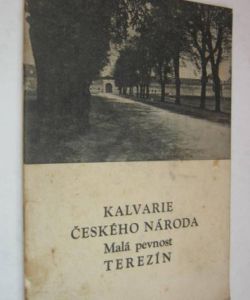 KALVARIE
ČESKÉHO NÁRODA
Malá pevnost
TEREZÍN